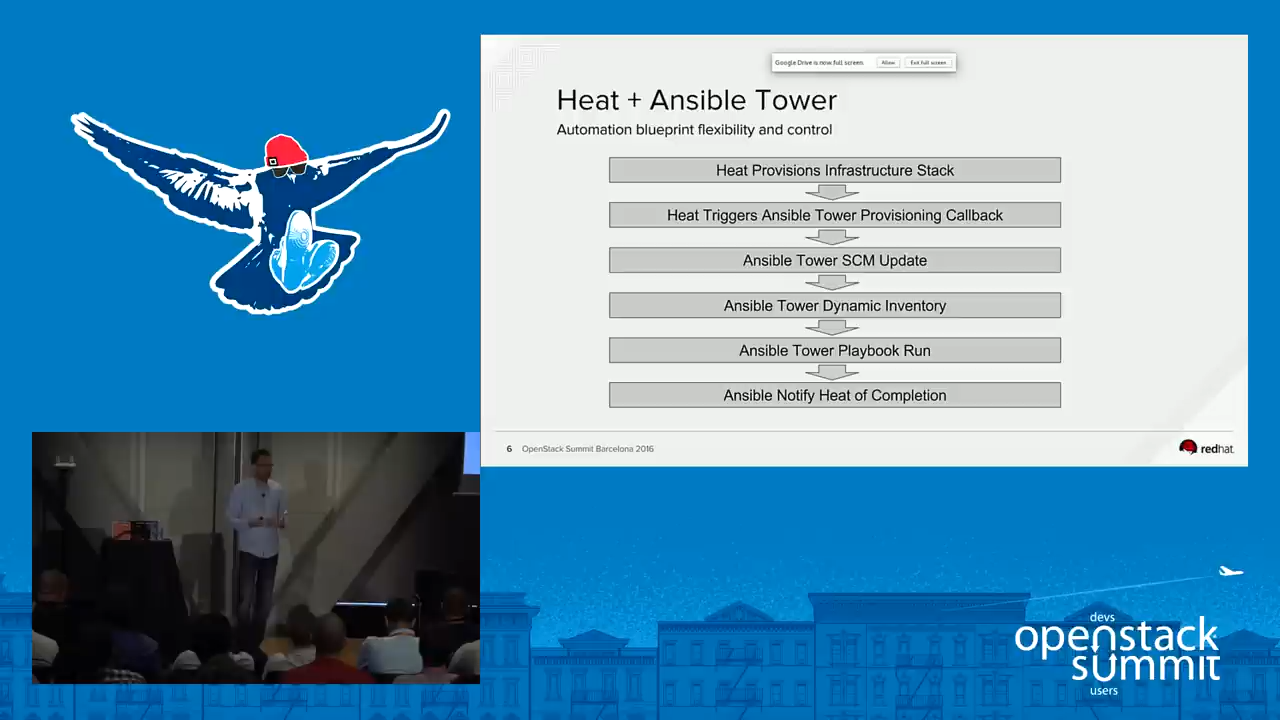 Google Drive is now full screen. Allow Exit full screen
Heat + Ansible Tower
Automation blueprint flexibility and control
Heat Provisions Infrastructure Stack
Heat Triggers Ansible Tower Provisioning Callback
Ansible Tower SCM Update
Ansible Tower Dynamic Inventory
Ansible Tower Playbook Run
Ansible Notify Heat of Completion
6 OpenStack Summit Barcelona 2016
redhat.
devs
openstack
summit
users